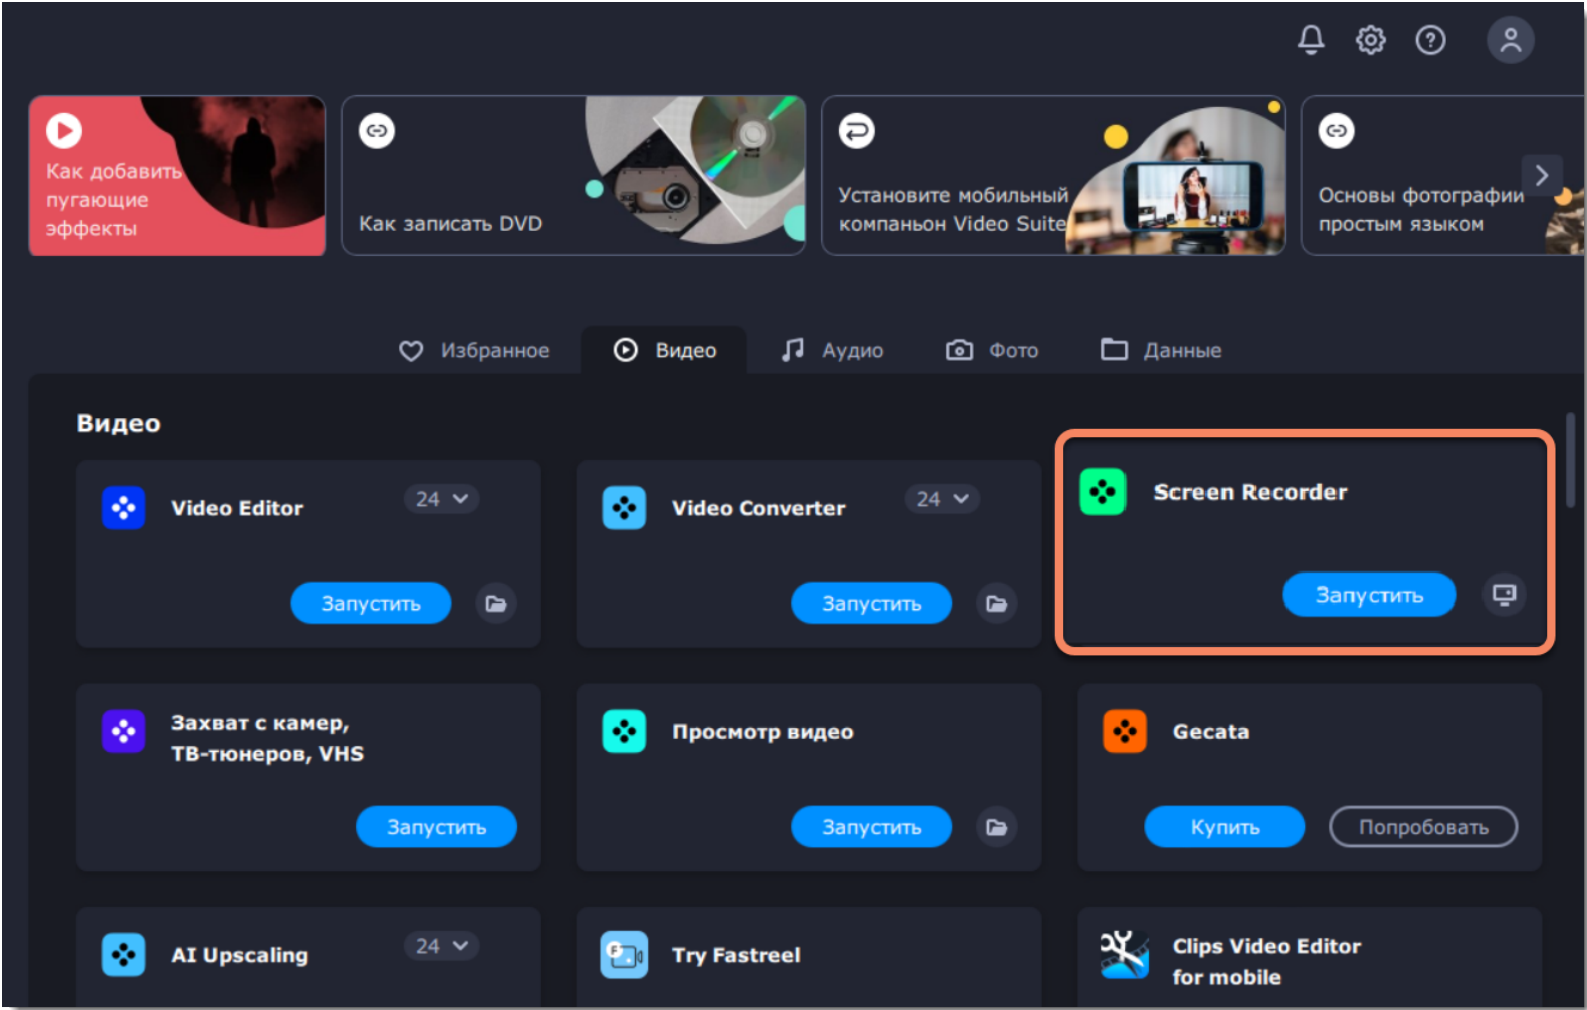 Как добавить
пугающие
эффекты
Как записать DVD
Установите мобильный
компаньон Video Suite
Основы фотографии
простым языком
Избранное
Видео
Аудио
Фото
Данные
Видео
Video Editor
24
Запустить
Video Converter
24
Запустить
Screen Recorder
Запустить
Захват с камер,
ТВ-тюнеров, VHS
Запустить
Просмотр видео
Запустить
Gecata
Купить
Попробовать
AI Upscaling
24
Try Fastreel
Clips Video Editor
for mobile